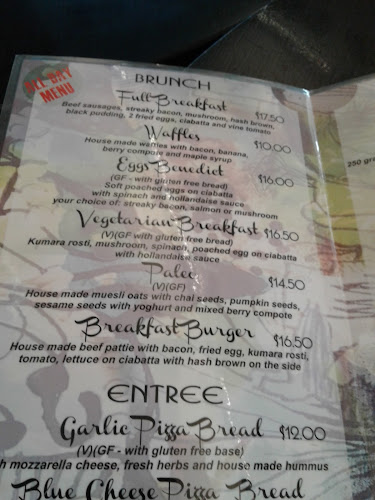 ALL DAY
MENU
BRUNCH
Full Breakfast $17.50
Beef sausages, streaky bacon, mushroom, hash brown,
black pudding, 2 fried eggs, ciabatta and vine tomato
Waffles $10.00
House made waffles with bacon, banana,
berry compote and maple syrup
Eggs Benedict $16.00
(GF - with gluten free bread)
Soft poached eggs on ciabatta
with spinach and hollandaise sauce
your choice of: streaky bacon, salmon or mushroom
Vegetarian Breakfast $16.50
(V)(GF with gluten free bread)
Kumara rosti, mushroom, spinach, poached egg on ciabatta
with hollandaise sauce
Paleo $14.50
(V)(GF)
House made muesli oats with chai seeds, pumpkin seeds,
sesame seeds with yoghurt and mixed berry compote
Breakfast Burger $16.50
House made beef pattie with bacon, fried egg, kumara rosti,
tomato, lettuce on ciabatta with hash brown on the side
ENTREE
Garlic Pizza Bread $12.00
(V)(GF - with gluten free base)
mozzarella cheese, fresh herbs and house made hummus
Blue Cheese Pizza Bread
250 gr